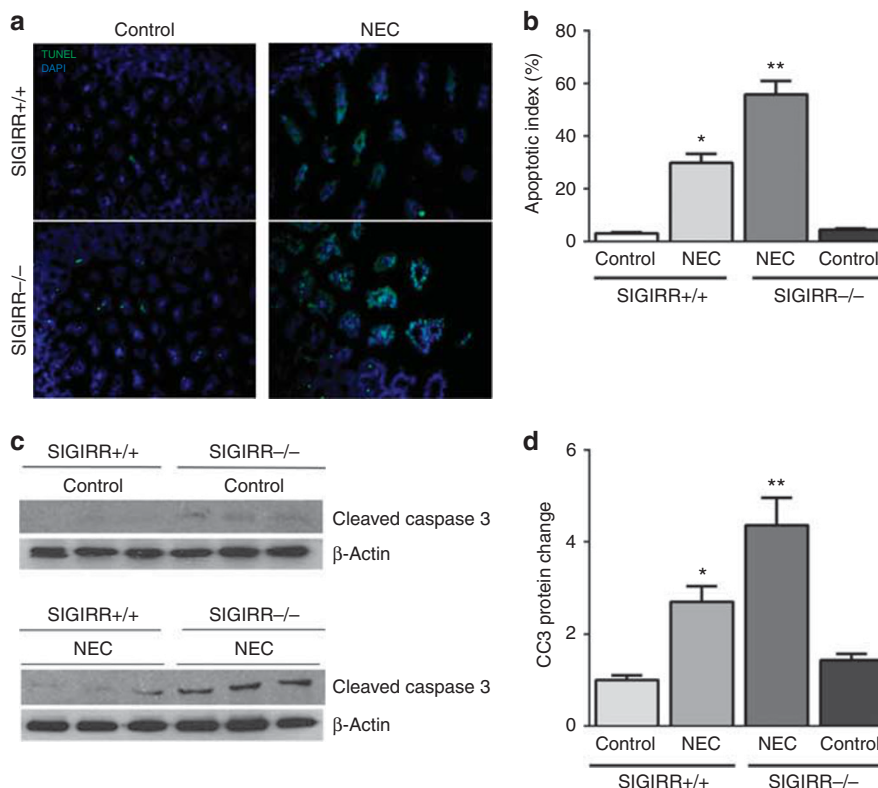 a
Control
NEC
TUNEL
DAPI
SIGIRR+/+
SIGIRR–/–
b
Apoptotic index (%)
80
60
40
20
0
*
**
Control
NEC
NEC
Control
SIGIRR+/+
SIGIRR–/–
c
SIGIRR+/+
SIGIRR–/–
Control
Control
Cleaved caspase 3
β-Actin
SIGIRR+/+
SIGIRR–/–
NEC
NEC
Cleaved caspase 3
β-Actin
d
CC3 protein change
6
4
2
0
*
**
Control
NEC
NEC
Control
SIGIRR+/+
SIGIRR–/–